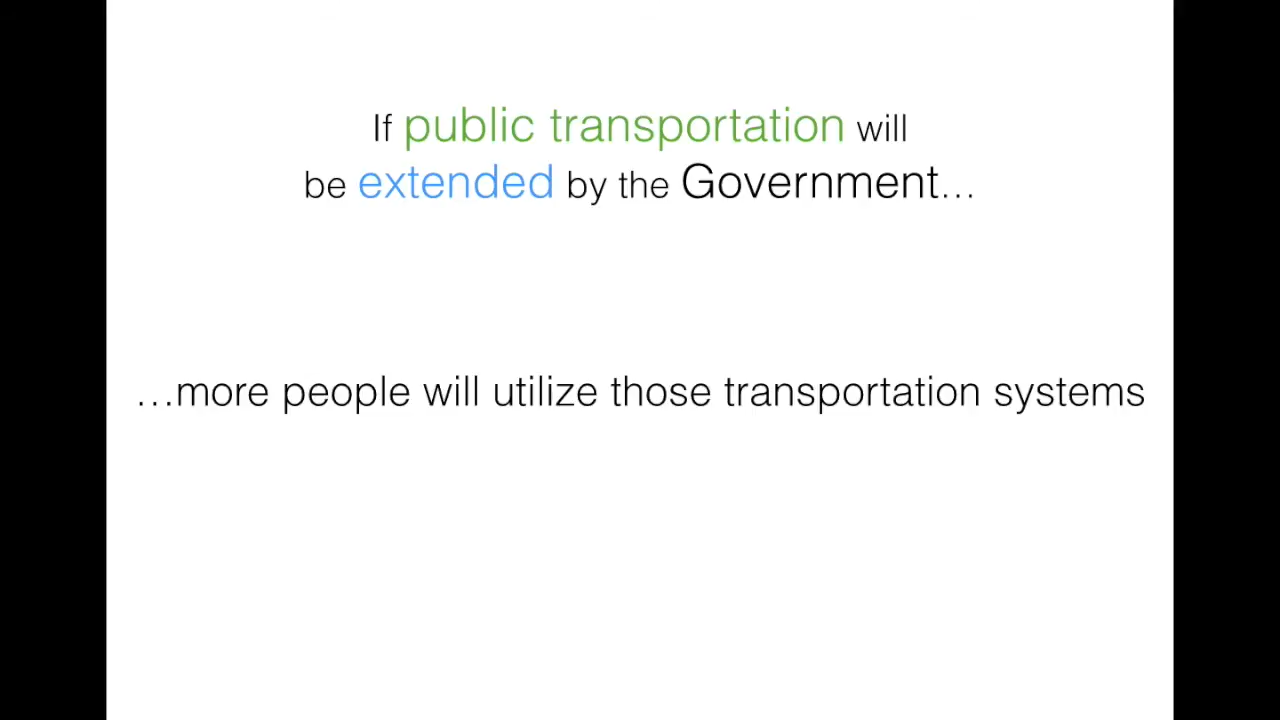 If public transportation will
be extended by the Government...
...more people will utilize those transportation systems